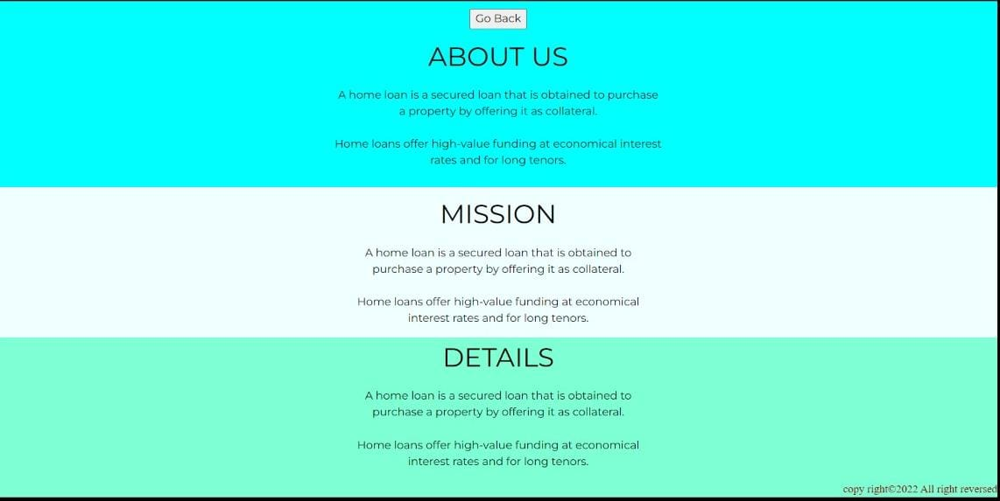 Go Back
ABOUT US
A home loan is a secured loan that is obtained to purchase
a property by offering it as collateral.
Home loans offer high-value funding at economical interest
rates and for long tenors.
MISSION
A home loan is a secured loan that is obtained to
purchase a property by offering it as collateral.
Home loans offer high-value funding at economical
interest rates and for long tenors.
DETAILS
A home loan is a secured loan that is obtained to
purchase a property by offering it as collateral.
Home loans offer high-value funding at economical
interest rates and for long tenors.
copy right©2022 All right reversed